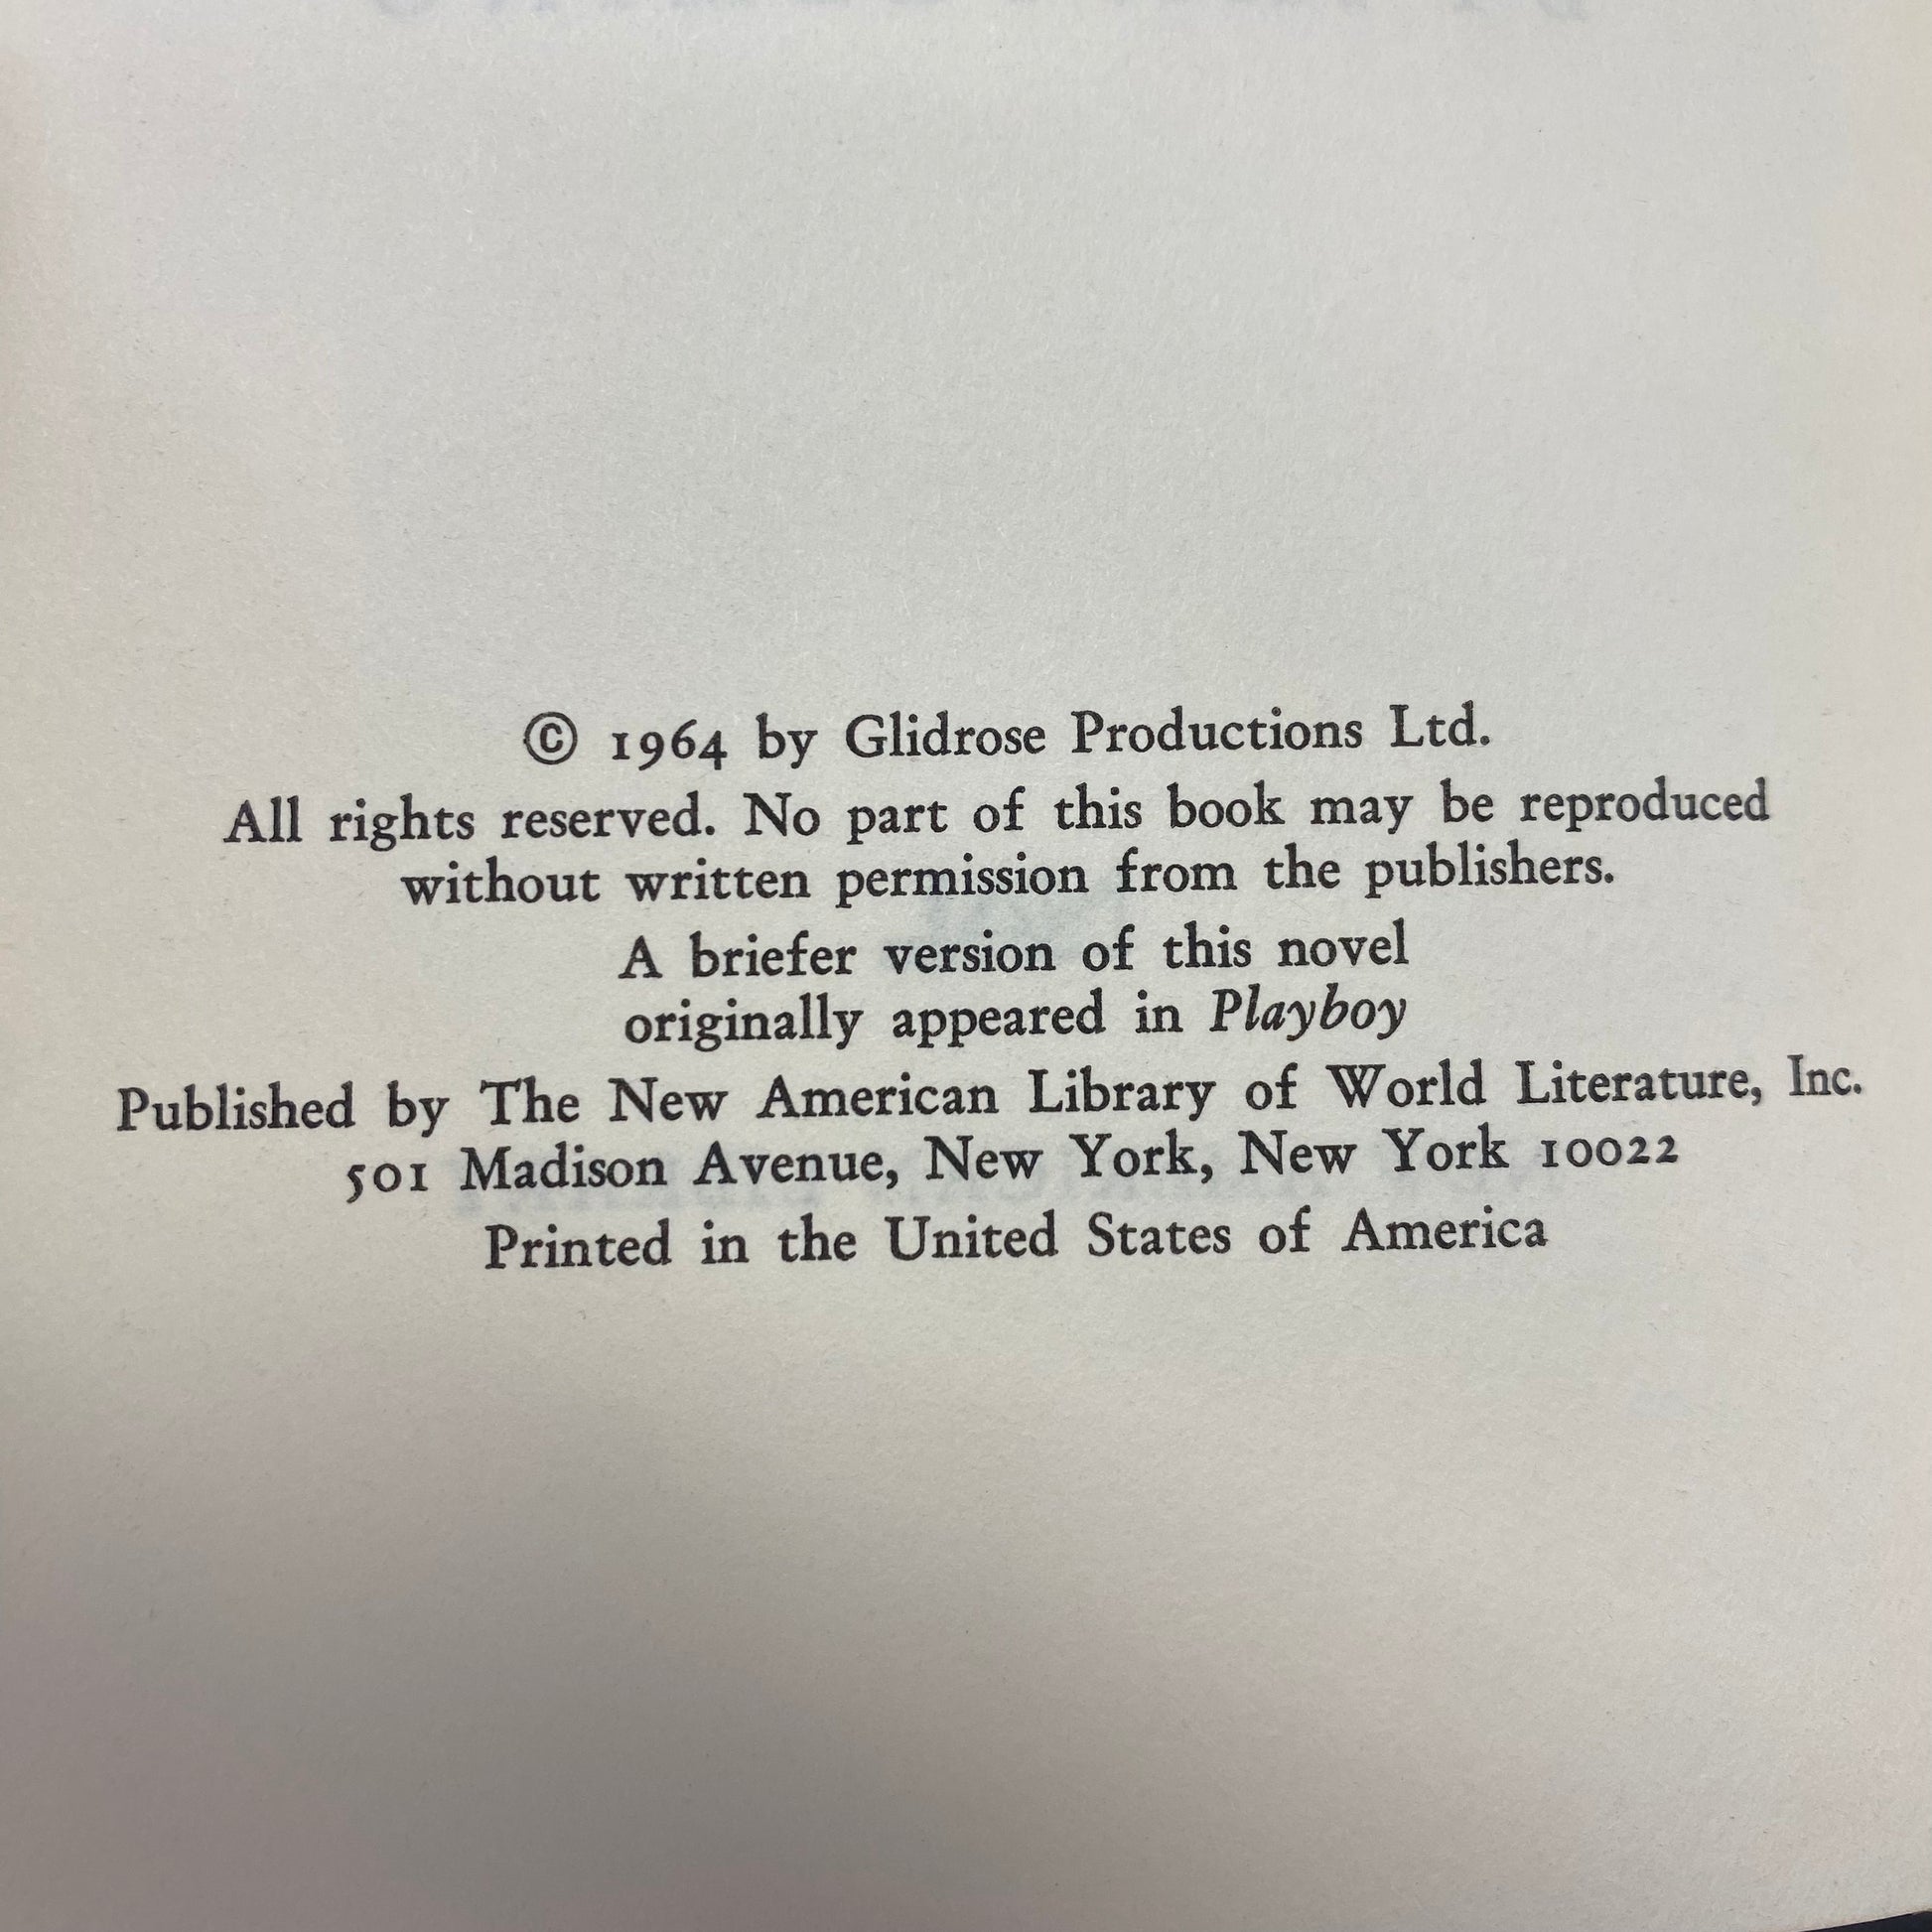 © 1964 by Glidrose Productions Ltd.
All rights reserved. No part of this book may be reproduced
without written permission from the publishers.
A briefer version of this novel
originally appeared in Playboy
Published by The New American Library of World Literature, Inc.
501 Madison Avenue, New York, New York 10022
Printed in the United States of America